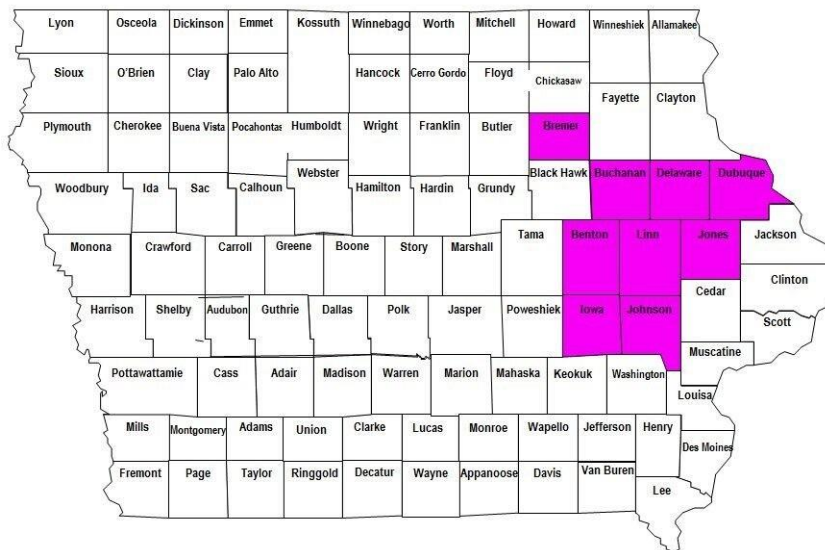 Lyon Osceola Dickinson Emmet Kossuth Winnebago Worth Mitchell Howard Winneshiek Allamakee
Sioux O'Brien Clay Palo Alto Hancock Cerro Gordo Floyd Chickasaw
Fayette Clayton
Plymouth Cherokee Buena Vista Pocahontas Humboldt Wright Franklin Butler Bremer
Woodbury Ida Sac Calhoun Webster Hamilton Hardin Grundy Black Hawk Buchanan Delaware Dubuque
Monona Crawford Carroll Greene Boone Story Marshall Tama Benton Linn Jones Jackson
Clinton
Harrison Shelby Audubon Guthrie Dallas Polk Jasper Poweshiek Iowa Johnson Cedar
Scott
Muscatine
Pottawattamie Cass Adair Madison Warren Marion Mahaska Keokuk Washington
Louisa
Mills Montgomery Adams Union Clarke Lucas Monroe Wapello Jefferson Henry
Des Moines
Fremont Page Taylor Ringgold Decatur Wayne Appanoose Davis Van Buren
Lee